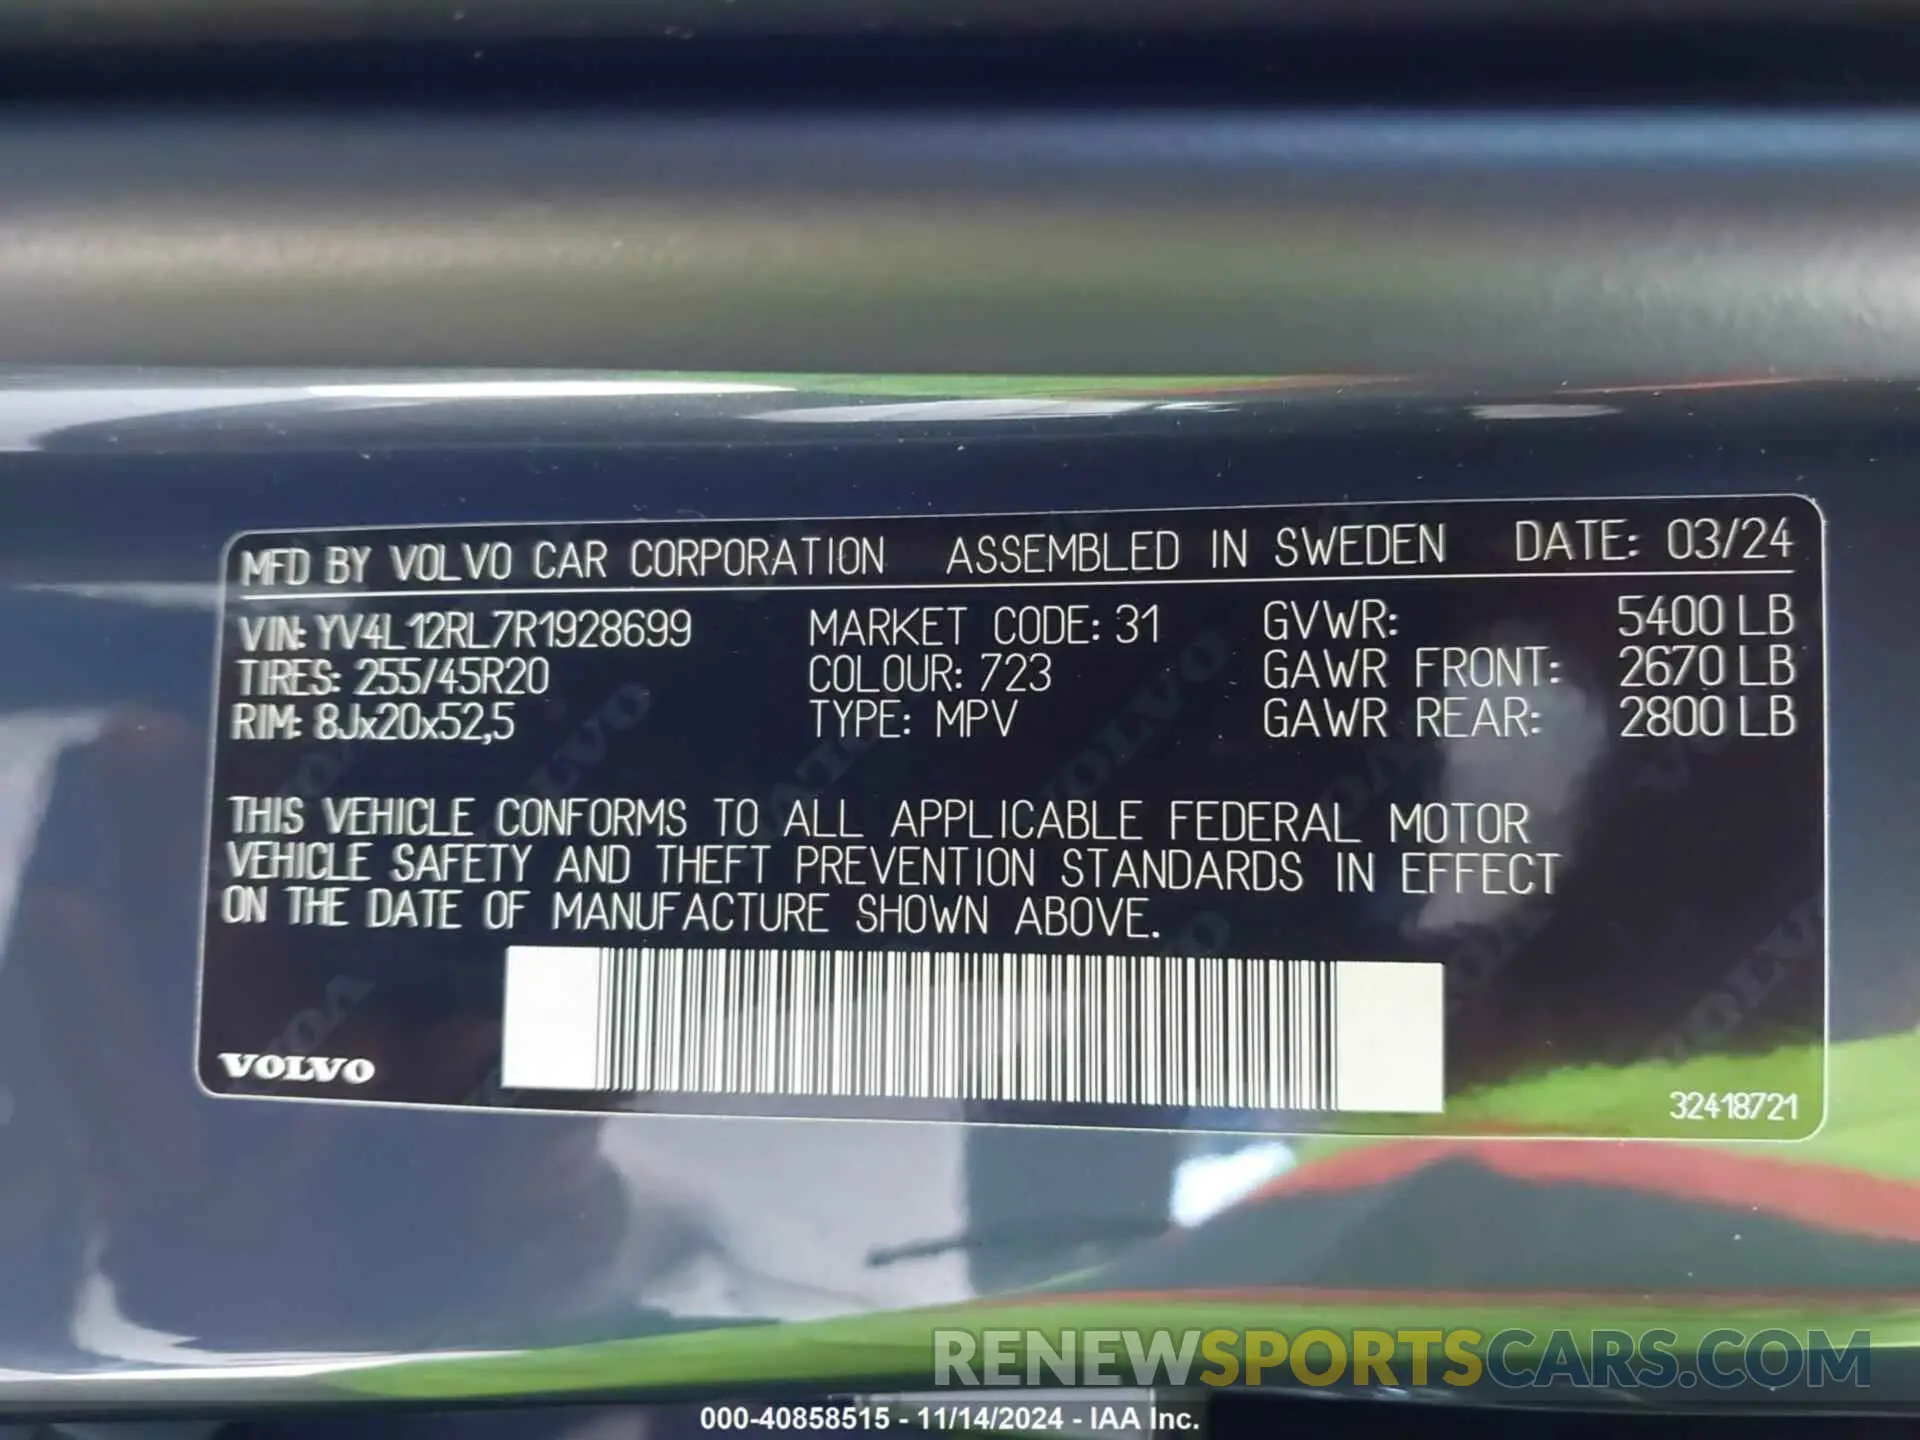 MFD BY VOLVO CAR CORPORATION ASSEMBLED IN SWEDEN DATE: 03/24
VIN: YV4L12RL7R1928699 MARKET CODE: 31 GVWR: 5400 LB
TIRES: 255/45R20 COLOUR: 723 GAWR FRONT: 2670 LB
RIM: 8Jx20x52,5 TYPE: MPV GAWR REAR: 2800 LB
THIS VEHICLE CONFORMS TO ALL APPLICABLE FEDERAL MOTOR
VEHICLE SAFETY AND THEFT PREVENTION STANDARDS IN EFFECT
ON THE DATE OF MANUFACTURE SHOWN ABOVE.
VOLVO
32418721
RENEWSPORTSCARS.COM
000-40858515 - 11/14/2024 - IAA Inc.